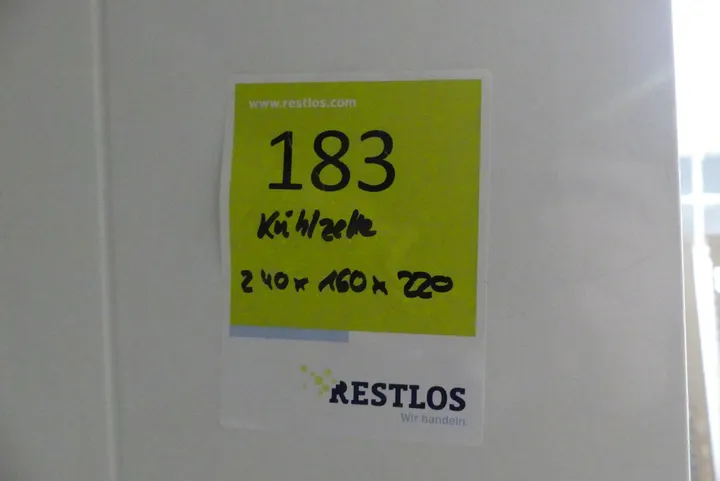 www.restlos.com
183
Kühlzelle
240 x 160 x 220
RESTLOS
Wir handeln